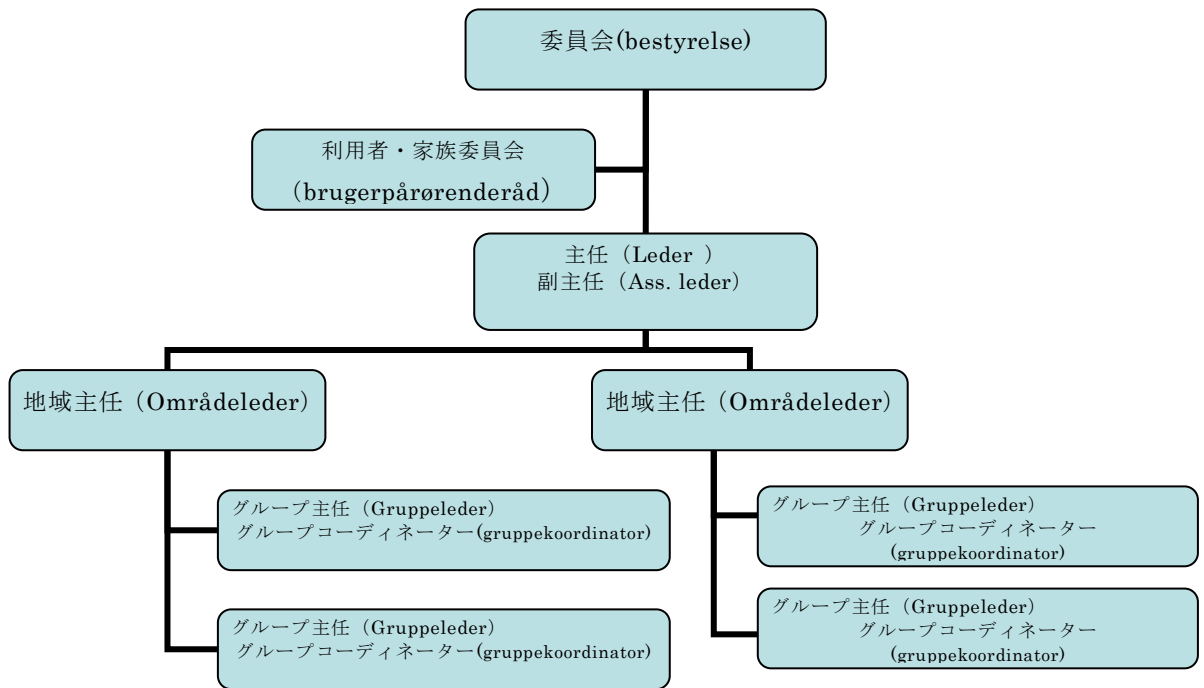 委員会(bestyrelse)
利用者・家族委員会
（brugerpårørenderåd）
主任（Leder ）
副主任（Ass. leder）
地域主任（Områdeleder）
地域主任（Områdeleder）
グループ主任（Gruppeleder）
グループコーディネーター(gruppekoordinator)
グループ主任（Gruppeleder）
グループコーディネーター(gruppekoordinator)
グループ主任（Gruppeleder）
グループコーディネーター
(gruppekoordinator)
グループ主任（Gruppeleder）
グループコーディネーター
(gruppekoordinator)